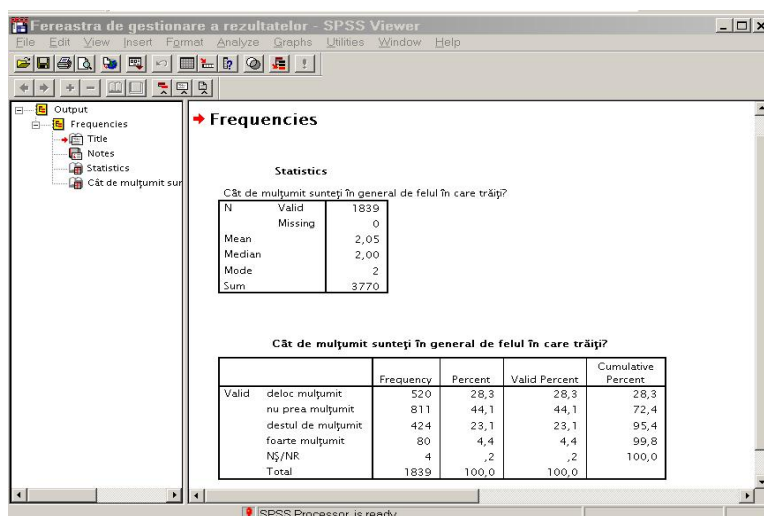 Fereastra de gestionare a rezultatelor - SPSS Viewer
File Edit View Insert Format Analyze Graphs Utilities Window Help
Output
Frequencies
Title
Notes
Statistics
Cât de mulţumit sur
Frequencies
Statistics
Cât de mulţumit sunteţi în general de felul în care trăiţi?
N Valid 1839
Missing 0
Mean 2,05
Median 2,00
Mode 2
Sum 3770
Cât de mulţumit sunteţi în general de felul în care trăiţi?
Frequency Percent Valid Percent Cumulative Percent
Valid deloc mulţumit 520 28,3 28,3 28,3
nu prea mulţumit 811 44,1 44,1 72,4
destul de mulţumit 424 23,1 23,1 95,4
foarte mulţumit 80 4,4 4,4 99,8
NŞ/NR 4 ,2 ,2 100,0
Total 1839 100,0 100,0
SPSS Processor is ready